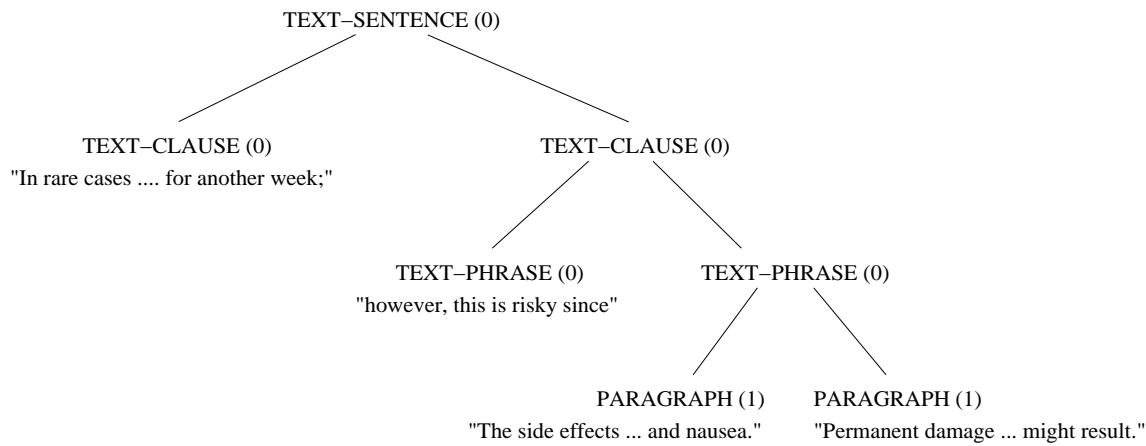 TEXT–SENTENCE (0)
TEXT–CLAUSE (0) TEXT–CLAUSE (0)
"In rare cases .... for another week;"
TEXT–PHRASE (0) TEXT–PHRASE (0)
"however, this is risky since"
PARAGRAPH (1) PARAGRAPH (1)
"The side effects ... and nausea." "Permanent damage ... might result."